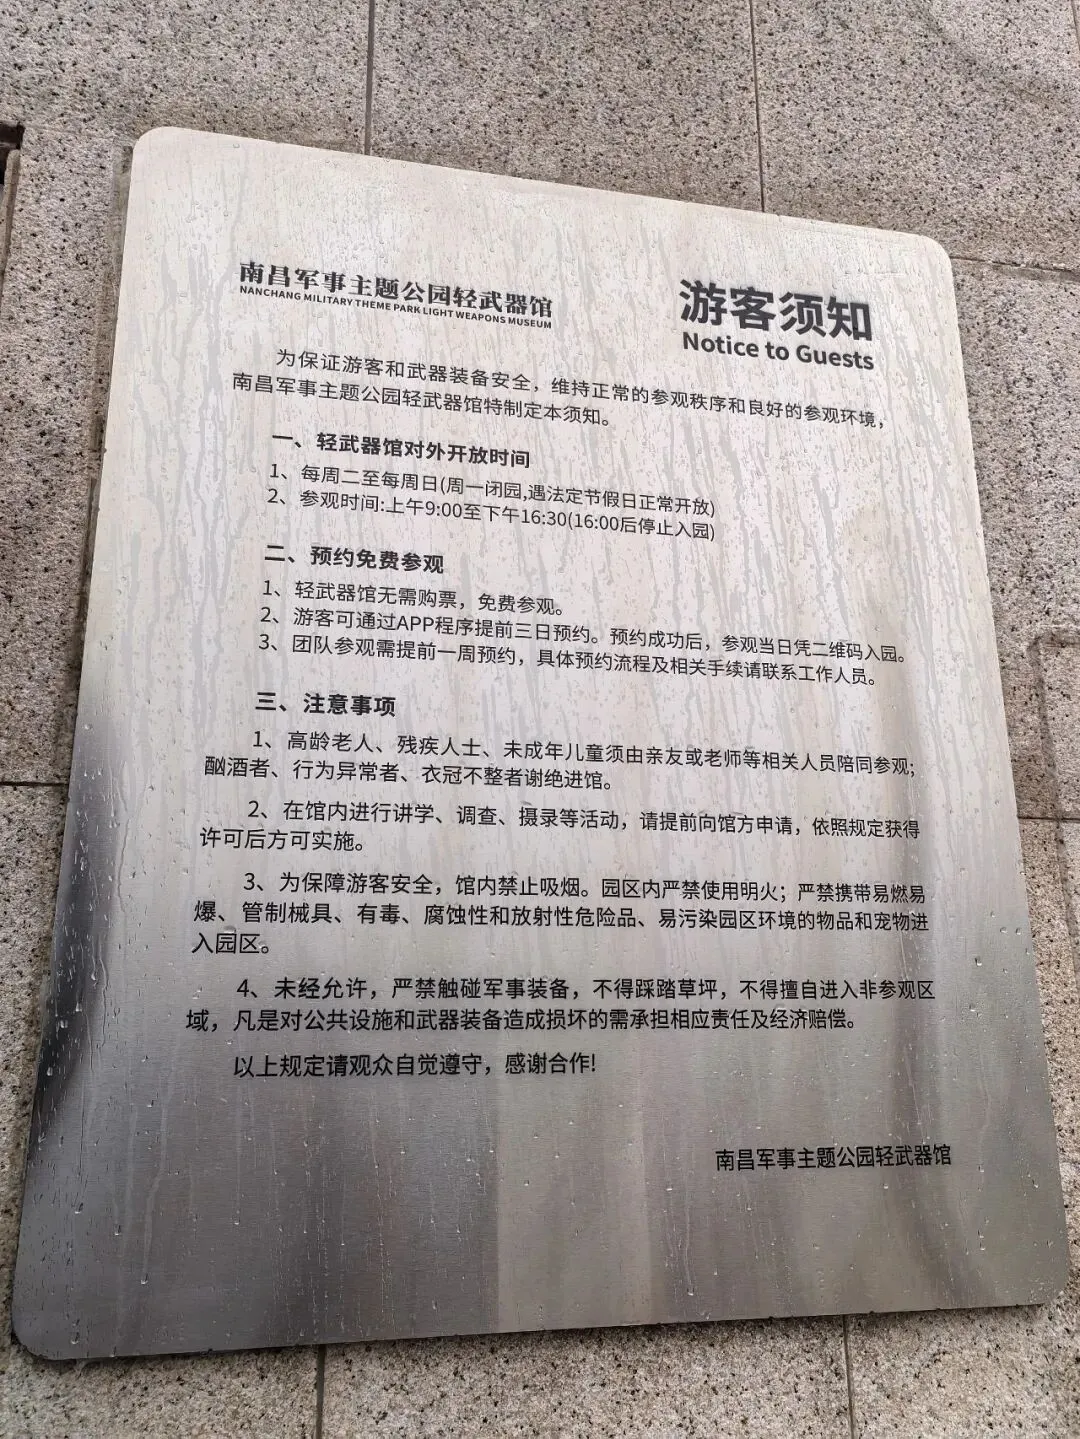 南昌军事主题公园轻武器馆
NANCHANG MILITARY THEME PARK LIGHT WEAPONS MUSEUM
游客须知
Notice to Guests
为保证游客和武器装备安全，维持正常的参观秩序和良好的参观环境，
南昌军事主题公园轻武器馆特制定本须知。
一、轻武器馆对外开放时间
1、每周二至每周日(周一闭园,遇法定节假日正常开放)
2、参观时间:上午9:00至下午16:30(16:00后停止入园)
二、预约免费参观
1、轻武器馆无需购票，免费参观。
2、游客可通过APP程序提前三日预约。预约成功后，参观当日凭二维码入园。
3、团队参观需提前一周预约，具体预约流程及相关手续请联系工作人员。
三、注意事项
1、高龄老人、残疾人士、未成年儿童须由亲友或老师等相关人员陪同参观;
酗酒者、行为异常者、衣冠不整者谢绝进馆。
2、在馆内进行讲学、调查、摄录等活动，请提前向馆方申请，依照规定获得
许可后方可实施。
3、为保障游客安全，馆内禁止吸烟。园区内严禁使用明火；严禁携带易燃易
爆、管制械具、有毒、腐蚀性和放射性危险品、易污染园区环境的物品和宠物进
入园区。
4、未经允许，严禁触碰军事装备，不得踩踏草坪，不得擅自进入非参观区
域，凡是对公共设施和武器装备造成损坏的需承担相应责任及经济赔偿。
以上规定请观众自觉遵守，感谢合作!
南昌军事主题公园轻武器馆